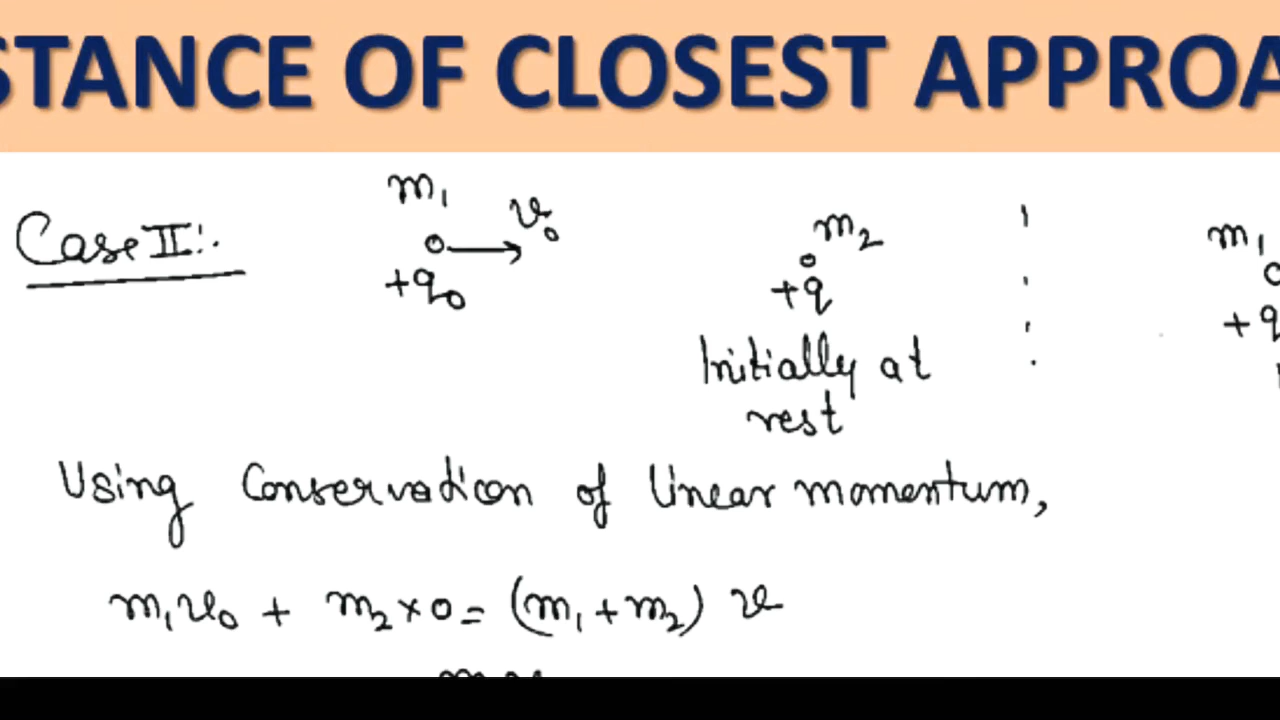 STANCE OF CLOSEST APPROA
Case II:.
m₁ v₀
+q₀
m₂
+q
Initially at
rest
m₁
+q
Using Conservation of linear momentum,
m₁v₀ + m₂×0 = (m₁+m₂) v